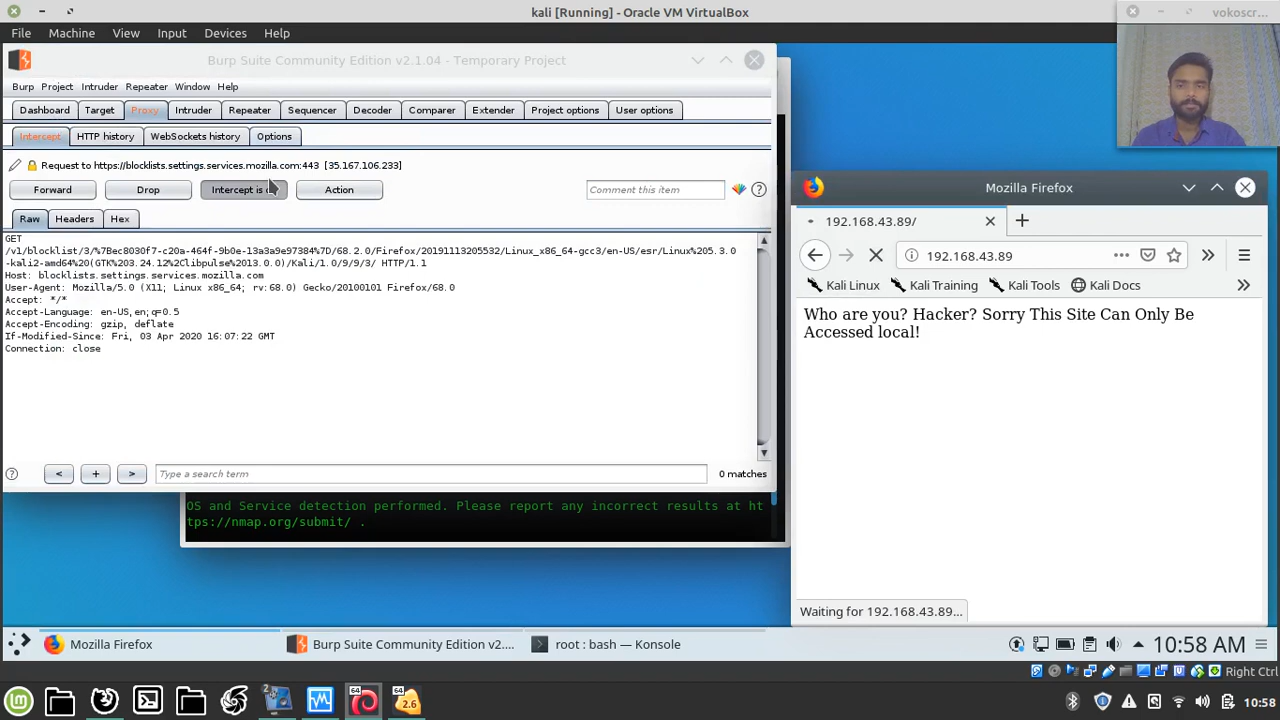 kali [Running] - Oracle VM VirtualBox
vokoscr...
File Machine View Input Devices Help
Burp Suite Community Edition v2.1.04 - Temporary Project
Burp Project Intruder Repeater Window Help
Dashboard Target Proxy Intruder Repeater Sequencer Decoder Comparer Extender Project options User options
Intercept HTTP history WebSockets history Options
Request to https://blocklists.settings.services.mozilla.com:443 [35.167.106.233]
Forward Drop Intercept is Action Comment this item
Raw Headers Hex
GET
/v1/blocklist/3/%7Bec8030f7-c20a-464f-9b0e-13a3a9e97384%7D/68.2.0/Firefox/20191113205532/Linux_x86_64-gcc3/en-US/esr/Linux%205.3.0
-kali2-amd64%20(GTK%203.24.12%2Clibpulse%2013.0.0)/Kali/1.0/9/9/3/ HTTP/1.1
Host: blocklists.settings.services.mozilla.com
User-Agent: Mozilla/5.0 (X11; Linux x86_64; rv:68.0) Gecko/20100101 Firefox/68.0
Accept: */*
Accept-Language: en-US,en;q=0.5
Accept-Encoding: gzip, deflate
If-Modified-Since: Fri, 03 Apr 2020 16:07:22 GMT
Connection: close
< + > Type a search term 0 matches
OS and Service detection performed. Please report any incorrect results at ht
tps://nmap.org/submit/ .
Mozilla Firefox
192.168.43.89/
192.168.43.89
Kali Linux Kali Training Kali Tools Kali Docs
Who are you? Hacker? Sorry This Site Can Only Be
Accessed local!
Waiting for 192.168.43.89...
Mozilla Firefox Burp Suite Community Edition v2.... root : bash — Konsole 10:58 AM
Right Ctrl
2 64 64 2.6 10:58